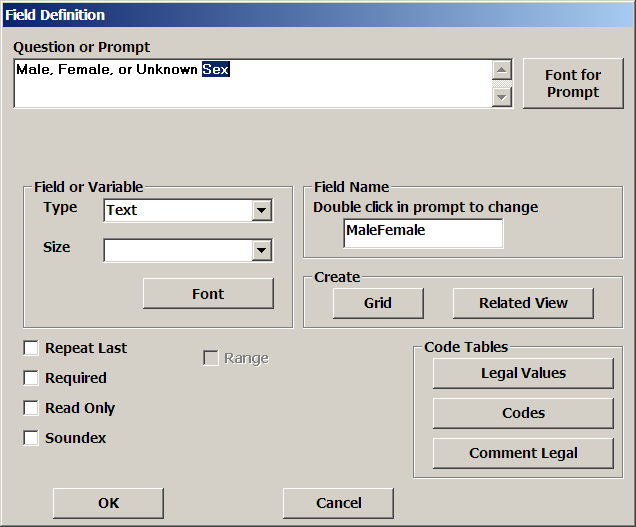 Field Definition
Question or Prompt
Male, Female, or Unknown Sex
Font for
Prompt
Field or Variable
Type
Text
Size
Font
Field Name
Double click in prompt to change
MaleFemale
Create
Grid
Related View
Repeat Last
Range
Required
Read Only
Soundex
Code Tables
Legal Values
Codes
Comment Legal
OK
Cancel